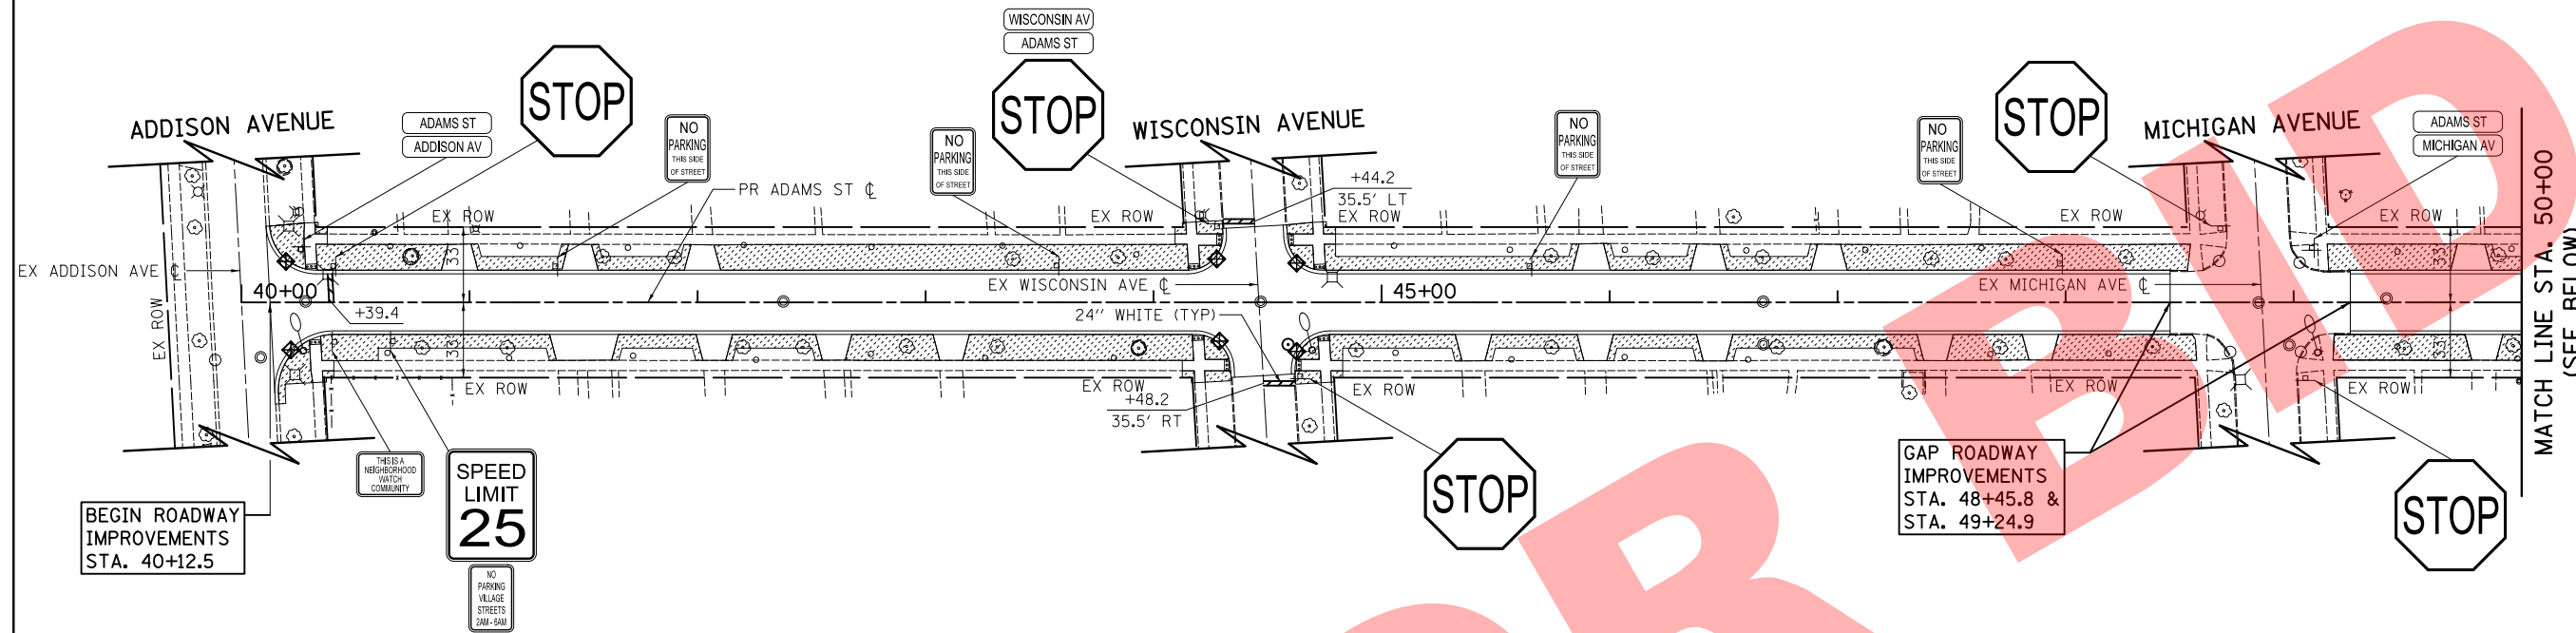 WISCONSIN AV
ADAMS ST
STOP
STOP
STOP
ADDISON AVENUE
ADAMS ST
ADDISON AV
NO
PARKING
THIS SIDE
OF STREET
NO
PARKING
THIS SIDE
OF STREET
WISCONSIN AVENUE
NO
PARKING
THIS SIDE
OF STREET
NO
PARKING
THIS SIDE
OF STREET
MICHIGAN AVENUE
ADAMS ST
MICHIGAN AV
PR ADAMS ST ℄
+44.2
35.5' LT
EX ROW
EX ROW
EX ROW
EX ROW
EX ROW
33'
33'
EX ADDISON AVE ℄
40+00
EX WISCONSIN AVE ℄
45+00
EX MICHIGAN AVE ℄
EX ROW
+39.4
24" WHITE (TYP)
33'
33'
EX ROW
EX ROW
EX ROW
EX ROW
EX ROW
+48.2
35.5' RT
MATCH LINE STA. 50+00
(SEE BELOW)
THIS IS A
NEIGHBORHOOD
WATCH
COMMUNITY
SPEED
LIMIT
25
STOP
GAP ROADWAY
IMPROVEMENTS
STA. 48+45.8 &
STA. 49+24.9
STOP
BEGIN ROADWAY
IMPROVEMENTS
STA. 40+12.5
NO
PARKING
VILLAGE
STREETS
2AM - 6AM
BID